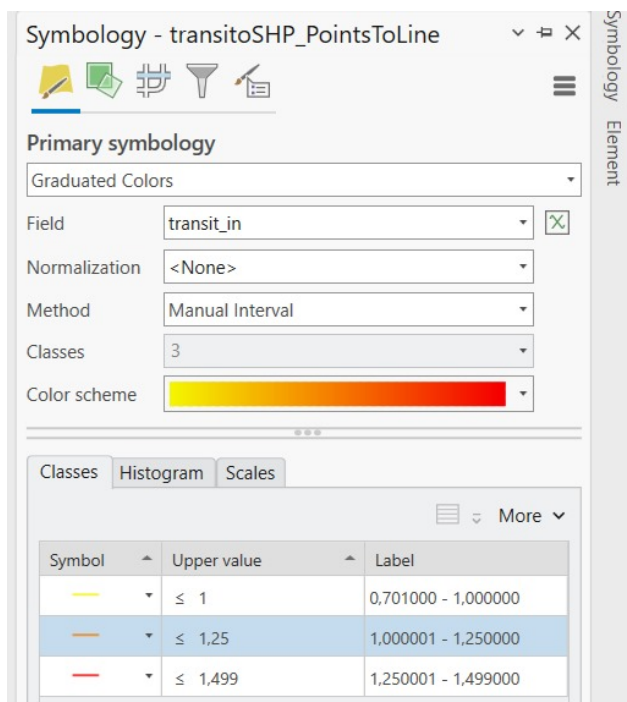 Symbology - transitoSHP_PointsToLine
Primary symbology
Graduated Colors
Field transit_in
Normalization <None>
Method Manual Interval
Classes 3
Color scheme
Classes Histogram Scales
More
Symbol Upper value Label
≤ 1 0,701000 - 1,000000
≤ 1,25 1,000001 - 1,250000
≤ 1,499 1,250001 - 1,499000
Symbology
Element